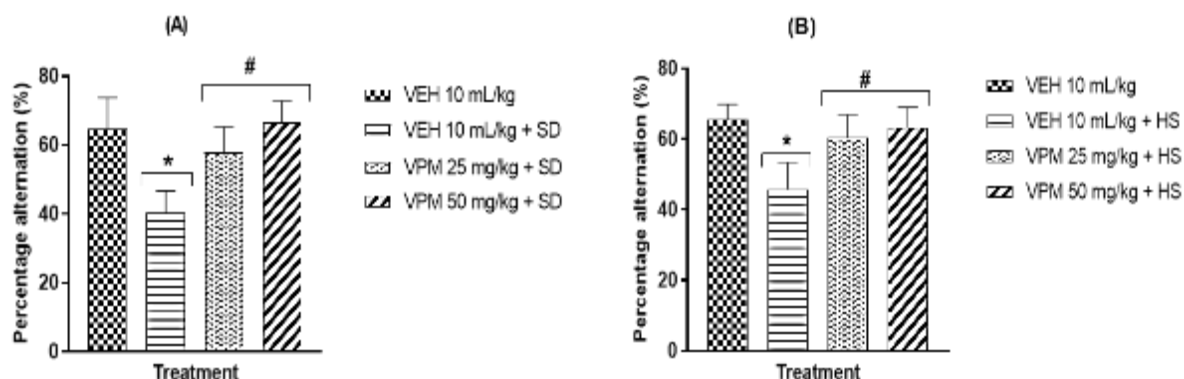 (A)
Percentage alternation (%)
80
60
40
20
0
*
#
Treatment
VEH 10 mL/kg
VEH 10 mL/kg + SD
VPM 25 mg/kg + SD
VPM 50 mg/kg + SD
(B)
Percentage alternation (%)
80
60
40
20
0
*
#
Treatment
VEH 10 mL/kg
VEH 10 mL/kg + HS
VPM 25 mg/kg + HS
VPM 50 mg/kg + HS